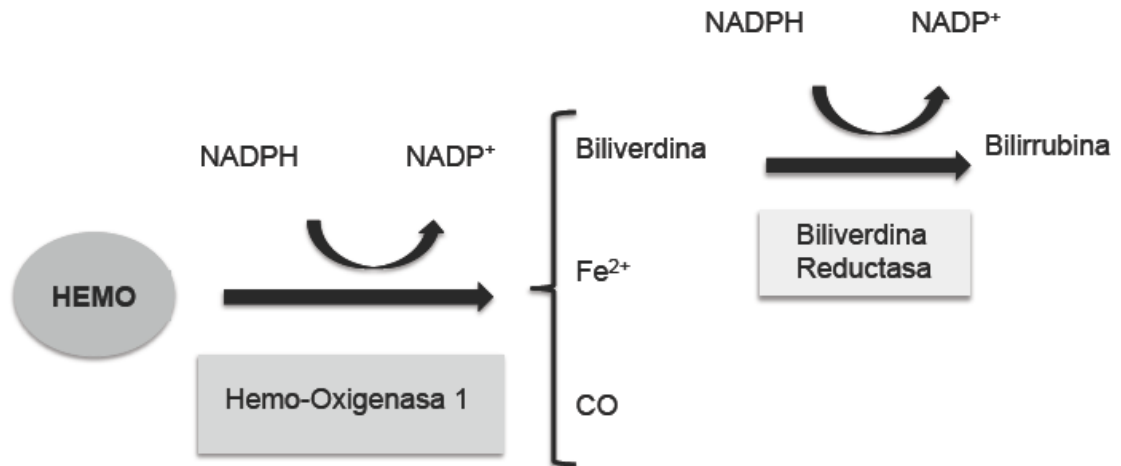 NADPH NADP⁺
NADPH NADP⁺
Biliverdina
Bilirrubina
HEMO
Fe²⁺
Biliverdina
Reductasa
Hemo-Oxigenasa 1
CO